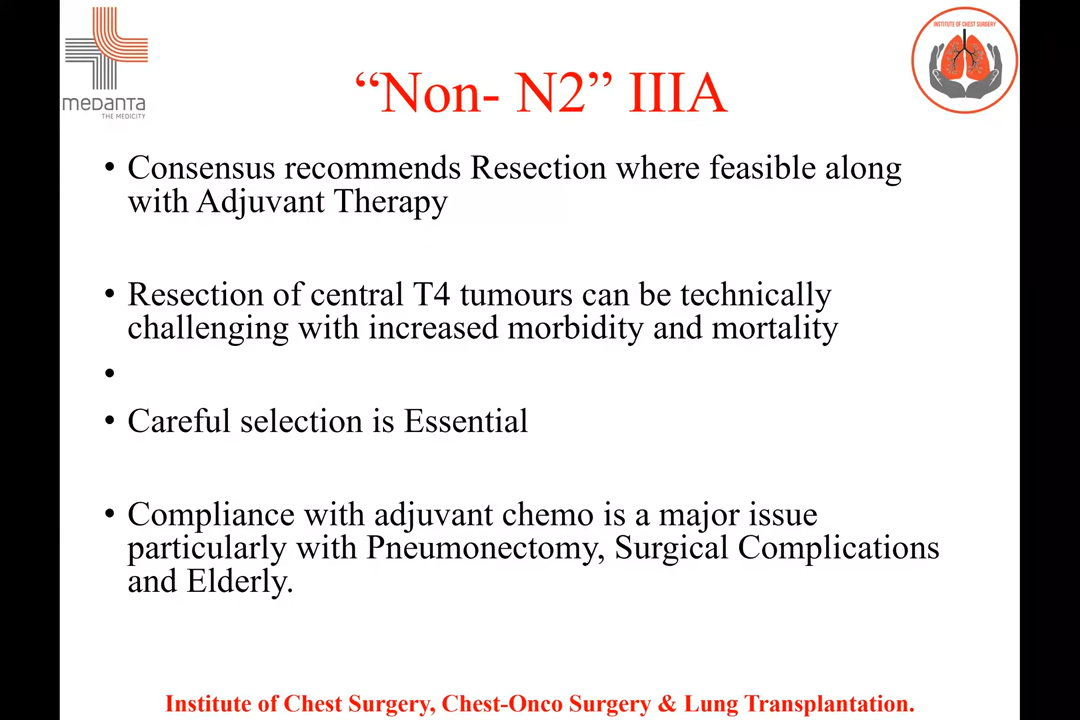 medanta
THE MEDICITY
INSTITUTE OF CHEST SURGERY
“Non- N2” IIIA
• Consensus recommends Resection where feasible along
with Adjuvant Therapy
• Resection of central T4 tumours can be technically
challenging with increased morbidity and mortality
•
• Careful selection is Essential
• Compliance with adjuvant chemo is a major issue
particularly with Pneumonectomy, Surgical Complications
and Elderly.
Institute of Chest Surgery, Chest-Onco Surgery & Lung Transplantation.